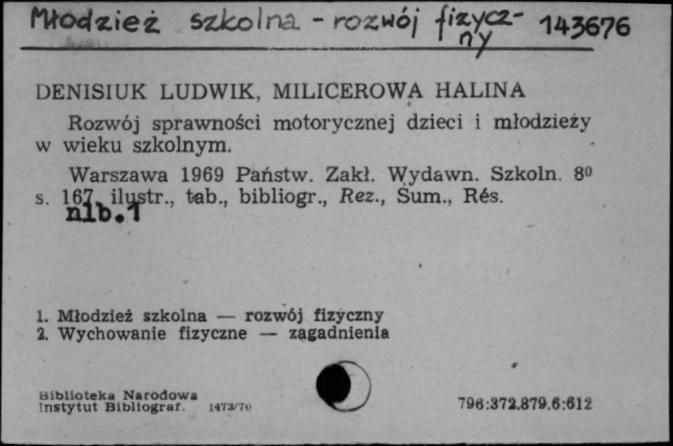 Młodzież szkolna - rozwój fizycz- 143676
ny
DENISIUK LUDWIK, MILICEROWA HALINA
Rozwój sprawności motorycznej dzieci i młodzieży
w wieku szkolnym.
Warszawa 1969 Państw. Zakł. Wydawn. Szkoln. 8⁰
s. 167, ilustr., tab., bibliogr., Rez., Sum., Rés.
nlb.1
1. Młodzież szkolna — rozwój fizyczny
2. Wychowanie fizyczne — zagadnienia
Biblioteka Narodowa
Instytut Bibliograf. 1473/70
796:372.879.6:612